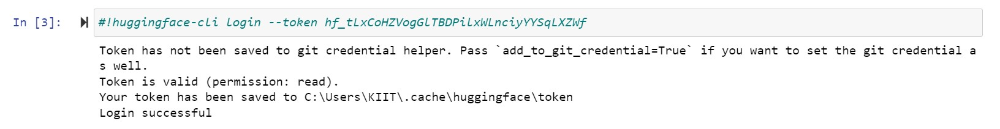 In [3]: #!huggingface-cli login --token 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
Token has not been saved to git credential helper. Pass `add_to_git_credential=True` if you want to set the git credential a
s well.
Token is valid (permission: read).
Your token has been saved to C:\Users\KIIT\.cache\huggingface\token
Login successful